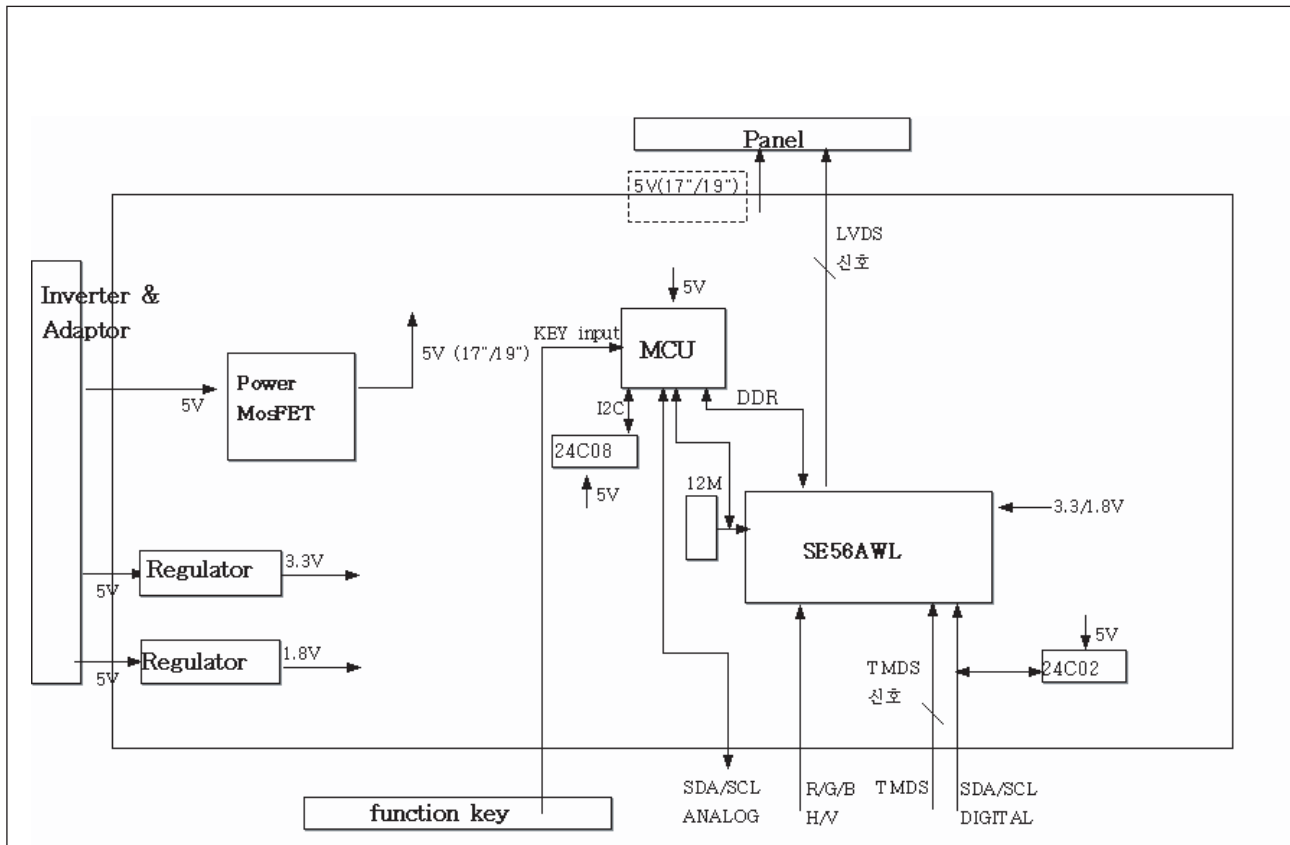 Panel
5V(17"/19")
LVDS
신호
Inverter &
Adaptor
5V
KEY input
MCU
5V (17"/19")
Power
MosFET
5V
I2C
DDR
24C08
5V
12M
3.3/1.8V
SE56AWL
Regulator
3.3V
5V
Regulator
1.8V
5V
5V
24C02
TMDS
신호
SDA/SCL
ANALOG
R/G/B
H/V
TMDS
SDA/SCL
DIGITAL
function key